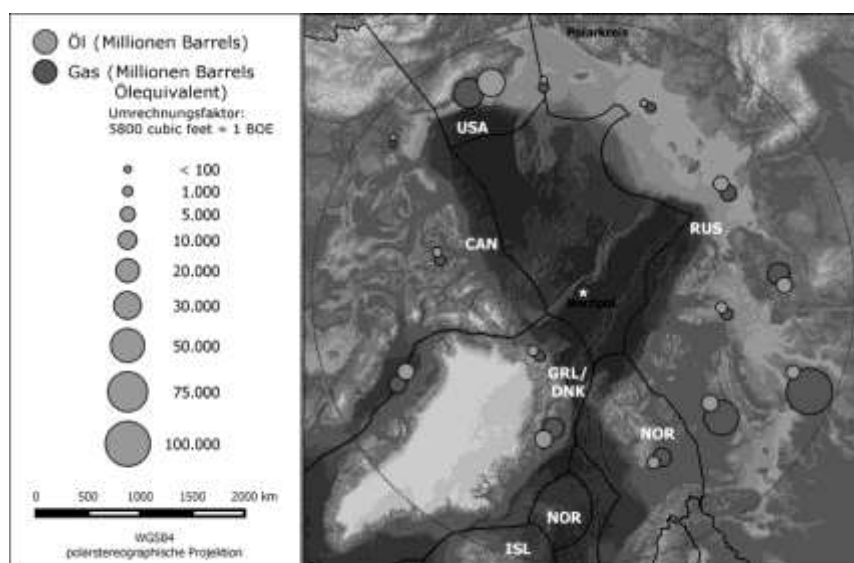 Öl (Millionen Barrels)
Gas (Millionen Barrels
Ölequivalent)
Umrechnungsfaktor:
5800 cubic feet = 1 BOE
< 100
1.000
5.000
10.000
20.000
30.000
50.000
75.000
100.000
0 500 1000 1500 2000 km
WGS84
polarstereographische Projektion
Polarkreis
USA
CAN
RUS
Nordpol
GRL/
DNK
NOR
NOR
ISL